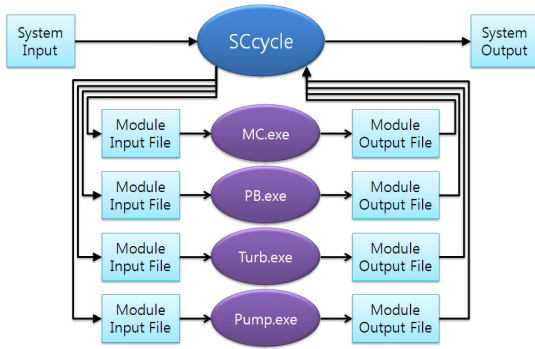 System
Input
SCcycle
System
Output
Module
Input File
MC.exe
Module
Output File
Module
Input File
PB.exe
Module
Output File
Module
Input File
Turb.exe
Module
Output File
Module
Input File
Pump.exe
Module
Output File